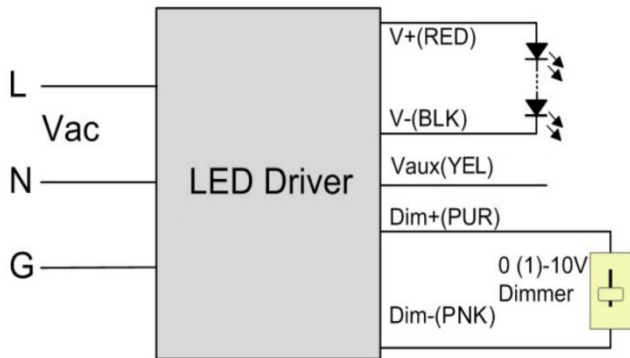 L
Vac
N
G
LED Driver
V+(RED)
V-(BLK)
Vaux(YEL)
Dim+(PUR)
0 (1)-10V
Dimmer
Dim-(PNK)